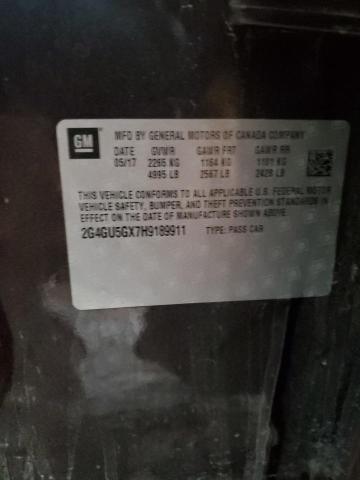 GM
MFD BY GENERAL MOTORS OF CANADA COMPANY
DATE GVWR GAWR FRT GAWR RR
05/17 2265 KG 1164 KG 1101 KG
4995 LB 2567 LB 2428 LB
THIS VEHICLE CONFORMS TO ALL APPLICABLE U.S. FEDERAL MOTOR
VEHICLE SAFETY, BUMPER, AND THEFT PREVENTION STANDARDS IN
EFFECT ON THE DATE OF MANUFACTURE SHOWN ABOVE.
2G4GU5GX7H9189911 TYPE: PASS CAR